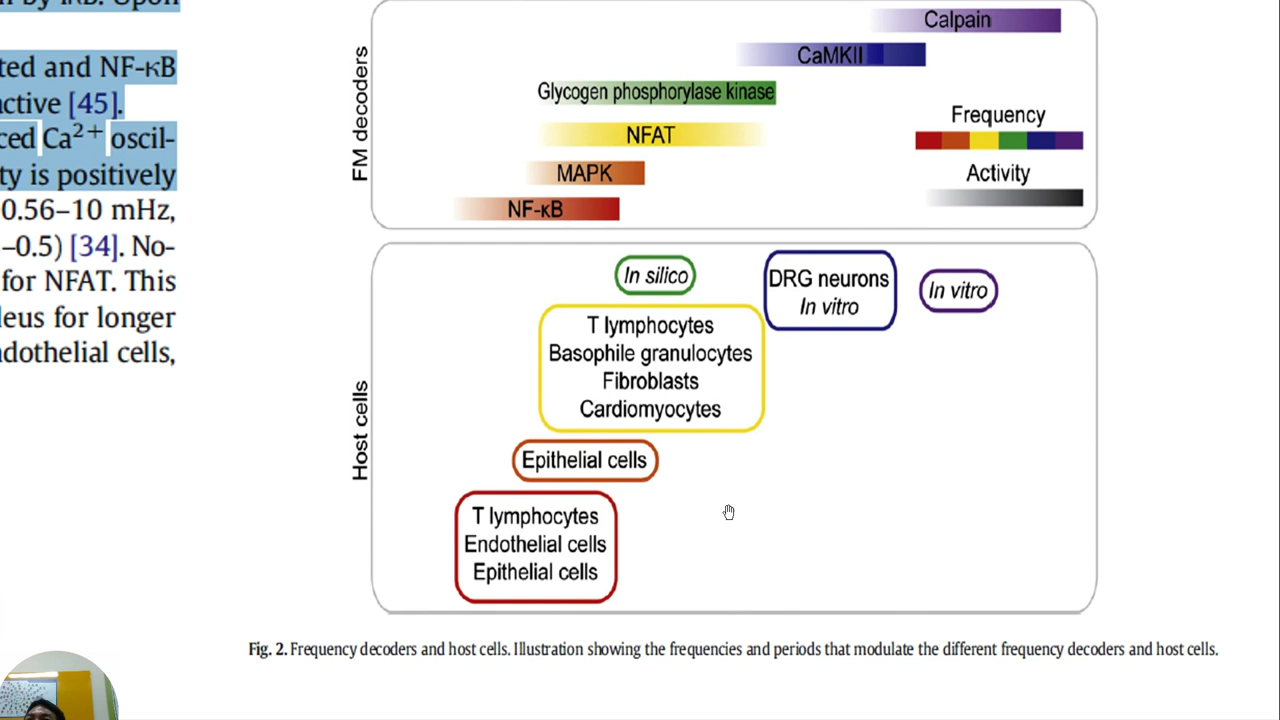 n by IκB. Upon
ted and NF-κB
active [45].
ced Ca2+ oscil-
ty is positively
0.56–10 mHz,
–0.5) [34]. No-
for NFAT. This
leus for longer
ndothelial cells,
FM decoders
Calpain
CaMKII
Glycogen phosphorylase kinase
NFAT
MAPK
NF-κB
Frequency
Activity
Host cells
In silico
DRG neurons
In vitro
In vitro
T lymphocytes
Basophile granulocytes
Fibroblasts
Cardiomyocytes
Epithelial cells
T lymphocytes
Endothelial cells
Epithelial cells
Fig. 2. Frequency decoders and host cells. Illustration showing the frequencies and periods that modulate the different frequency decoders and host cells.